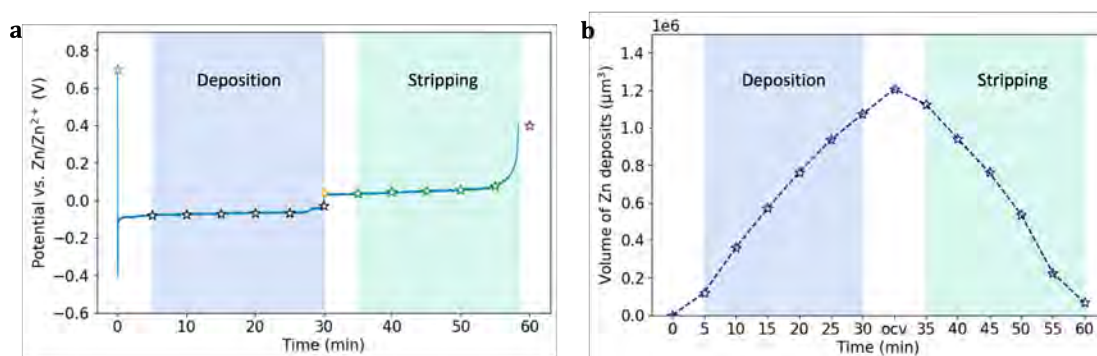 a
Potential vs. Zn/Zn²⁺ (V)
0.8
0.6
0.4
0.2
0.0
−0.2
−0.4
−0.6
Deposition
Stripping
0 10 20 30 40 50 60
Time (min)
b
1e6
Volume of Zn deposits (μm³)
1.4
1.2
1.0
0.8
0.6
0.4
0.2
0.0
Deposition
Stripping
0 5 10 15 20 25 30 ocv 35 40 45 50 55 60
Time (min)